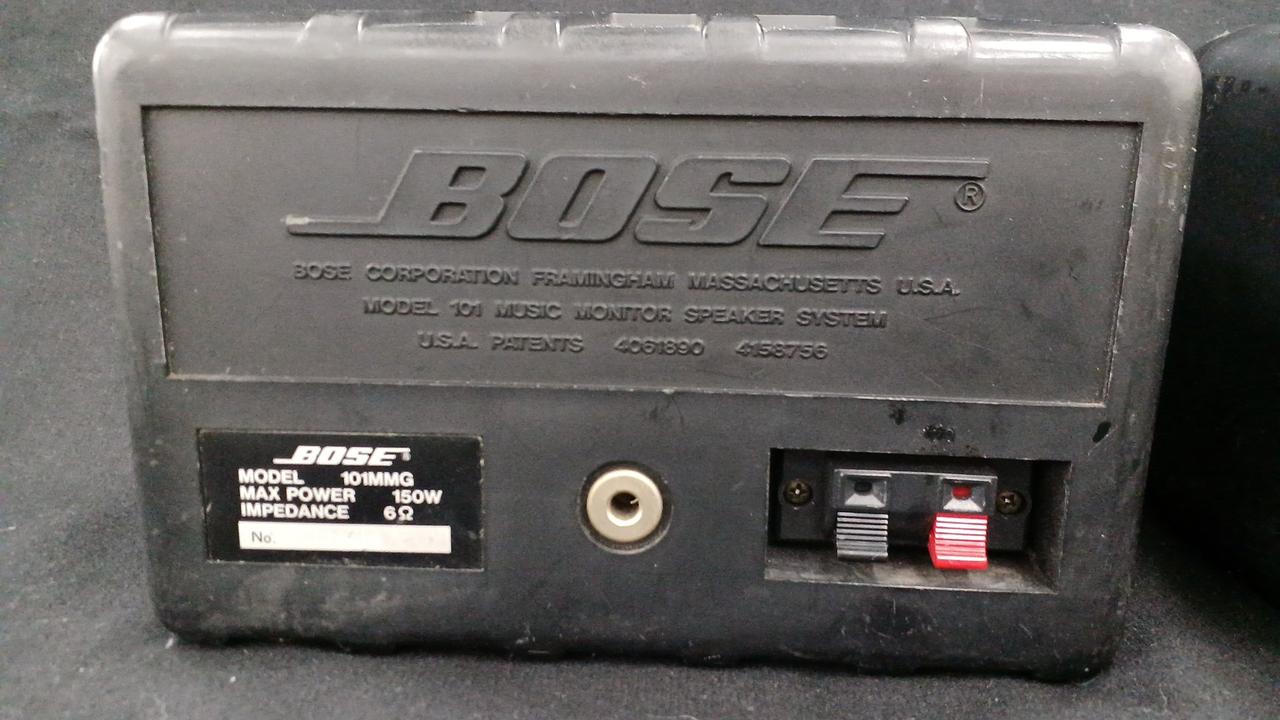 BOSE®
BOSE CORPORATION FRAMINGHAM MASSACHUSETTS U.S.A.
MODEL 101 MUSIC MONITOR SPEAKER SYSTEM
U.S.A. PATENTS 4061890 4158756
BOSE®
MODEL 101MMG
MAX POWER 150W
IMPEDANCE 6Ω
No.